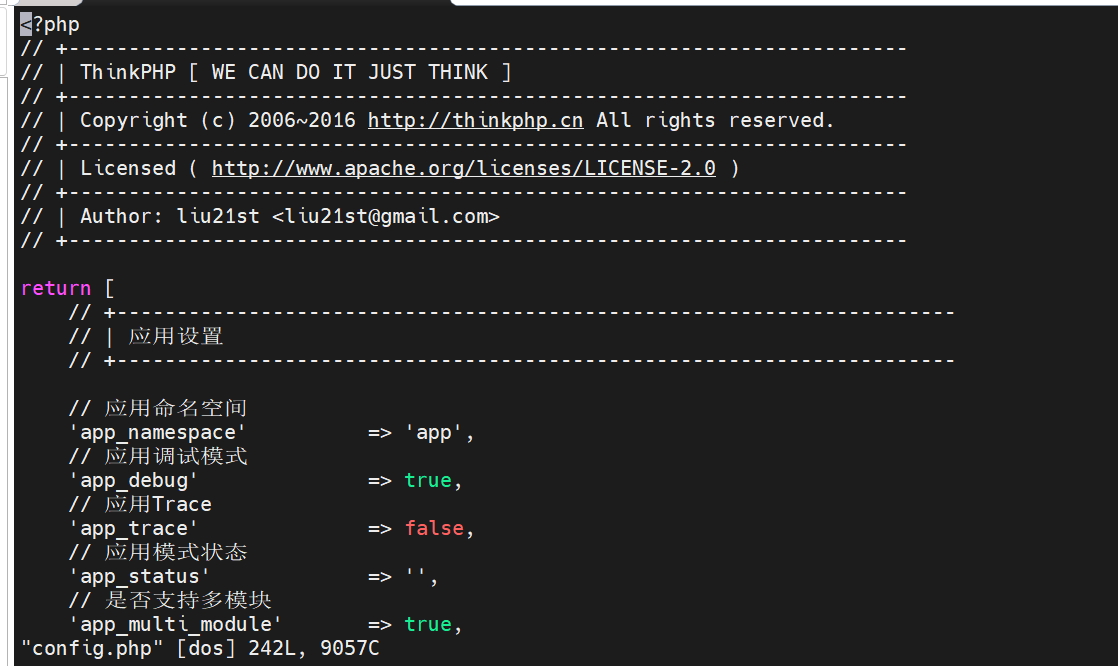 <?php
// +----------------------------------------------------------------------
// | ThinkPHP [ WE CAN DO IT JUST THINK ]
// +----------------------------------------------------------------------
// | Copyright (c) 2006~2016 http://thinkphp.cn All rights reserved.
// +----------------------------------------------------------------------
// | Licensed ( http://www.apache.org/licenses/LICENSE-2.0 )
// +----------------------------------------------------------------------
// | Author: liu21st <liu21st@gmail.com>
// +----------------------------------------------------------------------
return [
    // +----------------------------------------------------------------------
    // | 应用设置
    // +----------------------------------------------------------------------
    // 应用命名空间
    'app_namespace'          => 'app',
    // 应用调试模式
    'app_debug'              => true,
    // 应用Trace
    'app_trace'              => false,
    // 应用模式状态
    'app_status'             => '',
    // 是否支持多模块
    'app_multi_module'       => true,
"config.php" [dos] 242L, 9057C